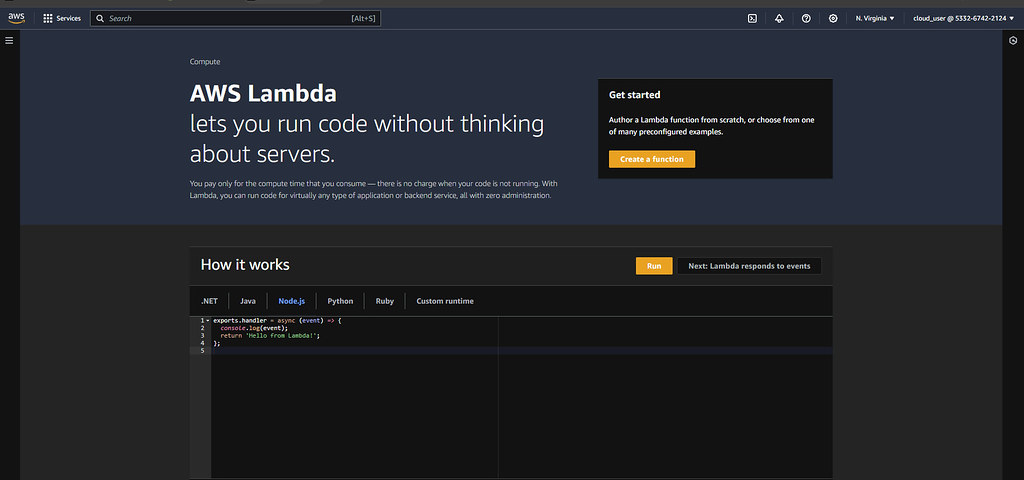 aws
Services
Search
[Alt+S]
N. Virginia
cloud_user @ 5332-6742-2124
Compute
AWS Lambda
lets you run code without thinking
about servers.
You pay only for the compute time that you consume — there is no charge when your code is not running. With
Lambda, you can run code for virtually any type of application or backend service, all with zero administration.
Get started
Author a Lambda function from scratch, or choose from one
of many preconfigured examples.
Create a function
How it works
Run
Next: Lambda responds to events
.NET
Java
Node.js
Python
Ruby
Custom runtime
1 exports.handler = async (event) => {
2 console.log(event);
3 return 'Hello from Lambda!';
4 };
5